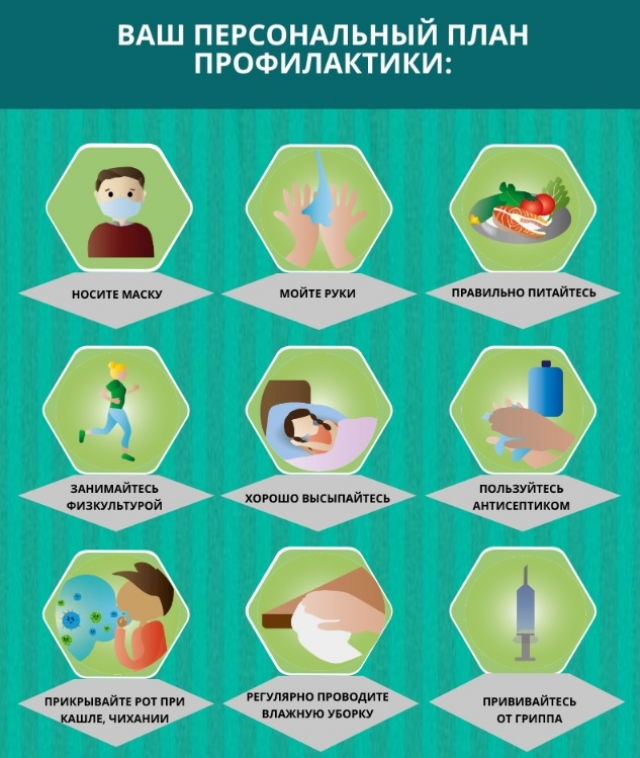 ВАШ ПЕРСОНАЛЬНЫЙ ПЛАН
ПРОФИЛАКТИКИ:
НОСИТЕ МАСКУ
МОЙТЕ РУКИ
ПРАВИЛЬНО ПИТАЙТЕСЬ
ЗАНИМАЙТЕСЬ
ФИЗКУЛЬТУРОЙ
ХОРОШО ВЫСЫПАЙТЕСЬ
ПОЛЬЗУЙТЕСЬ
АНТИСЕПТИКОМ
ПРИКРЫВАЙТЕ РОТ ПРИ
КАШЛЕ, ЧИХАНИИ
РЕГУЛЯРНО ПРОВОДИТЕ
ВЛАЖНУЮ УБОРКУ
ПРИВИВАЙТЕСЬ
ОТ ГРИППА